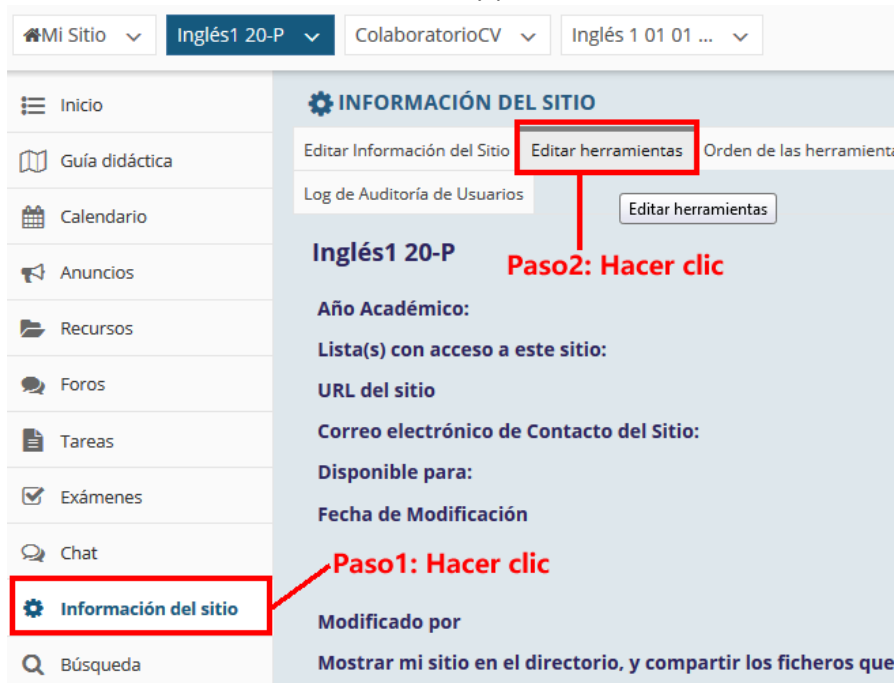 Mi Sitio
Inglés1 20-P
ColaboratorioCV
Inglés 1 01 01 ...
Inicio
Guía didáctica
Calendario
Anuncios
Recursos
Foros
Tareas
Exámenes
Chat
Información del sitio
Búsqueda
INFORMACIÓN DEL SITIO
Editar Información del Sitio Editar herramientas Orden de las herramienta
Log de Auditoría de Usuarios
Editar herramientas
Inglés1 20-P
Paso2: Hacer clic
Año Académico:
Lista(s) con acceso a este sitio:
URL del sitio
Correo electrónico de Contacto del Sitio:
Disponible para:
Fecha de Modificación
Paso1: Hacer clic
Modificado por
Mostrar mi sitio en el directorio, y compartir los ficheros que